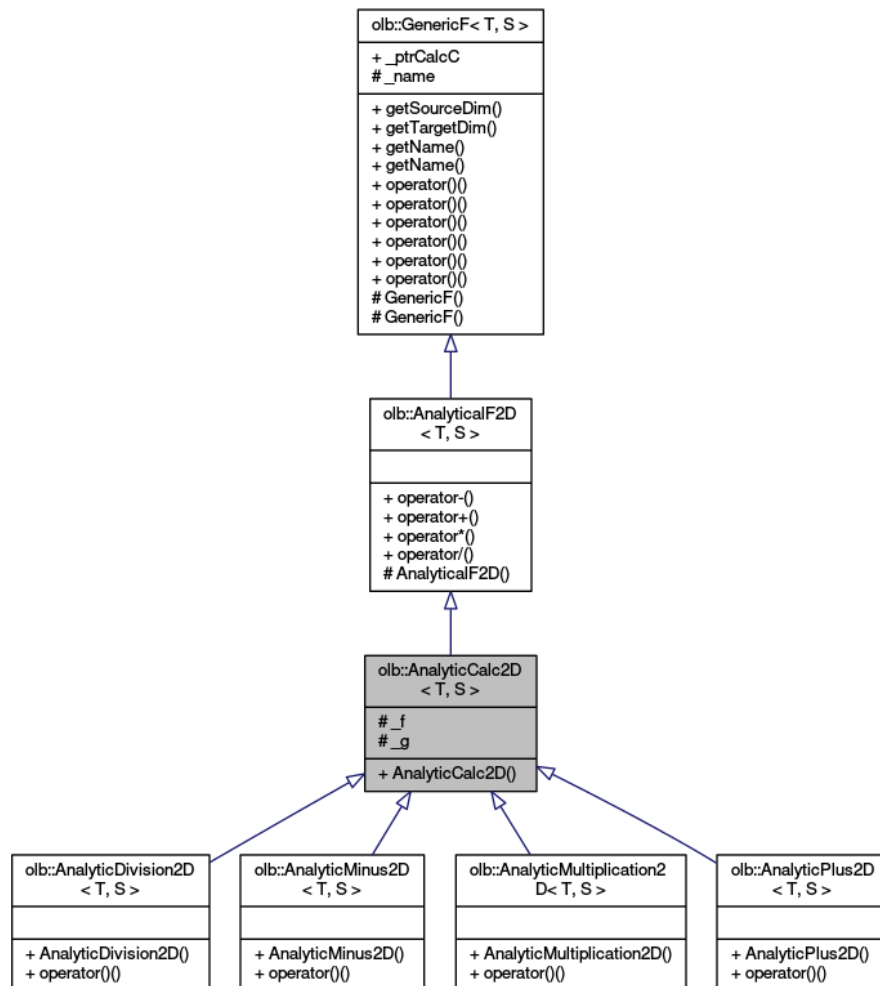 olb::GenericF< T, S >
+ _ptrCalcC
# _name
+ getSourceDim()
+ getTargetDim()
+ getName()
+ getName()
+ operator()()
+ operator()()
+ operator()()
+ operator()()
+ operator()()
+ operator()()
# GenericF()
# GenericF()
olb::AnalyticalF2D
< T, S >
+ operator-()
+ operator+()
+ operator*()
+ operator/()
# AnalyticalF2D()
olb::AnalyticCalc2D
< T, S >
# _f
# _g
+ AnalyticCalc2D()
olb::AnalyticDivision2D
< T, S >
+ AnalyticDivision2D()
+ operator()()
olb::AnalyticMinus2D
< T, S >
+ AnalyticMinus2D()
+ operator()()
olb::AnalyticMultiplication2
D< T, S >
+ AnalyticMultiplication2D()
+ operator()()
olb::AnalyticPlus2D
< T, S >
+ AnalyticPlus2D()
+ operator()()